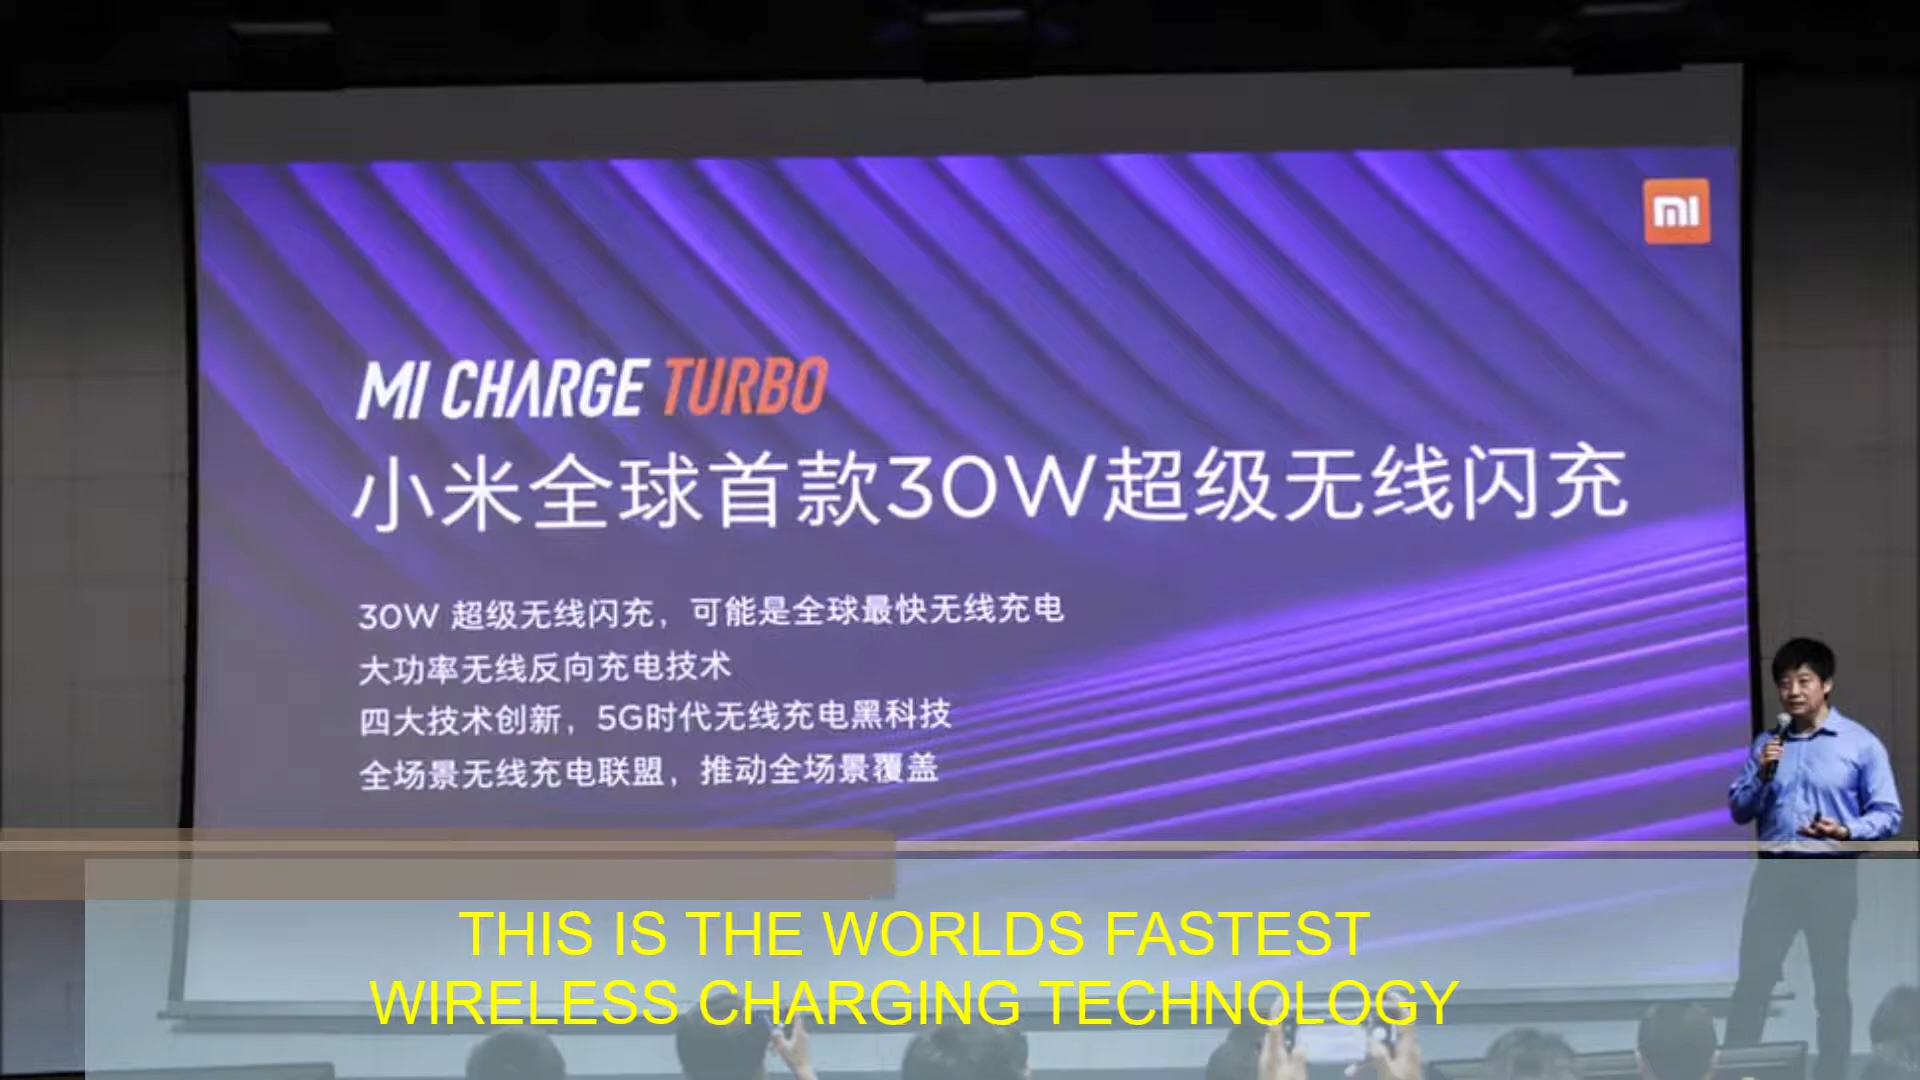 MI
MI CHARGE TURBO
小米全球首款30W超级无线闪充
30W 超级无线闪充，可能是全球最快无线充电
大功率无线反向充电技术
四大技术创新，5G时代无线充电黑科技
全场景无线充电联盟，推动全场景覆盖
THIS IS THE WORLDS FASTEST
WIRELESS CHARGING TECHNOLOGY